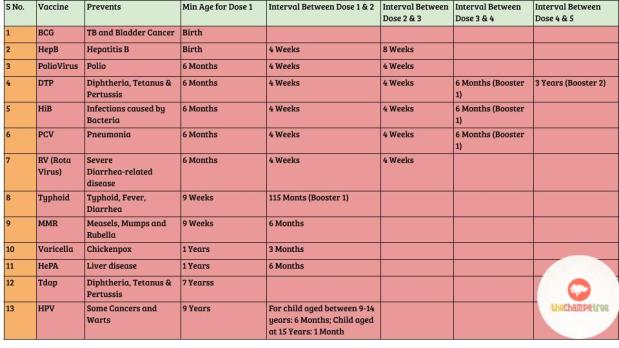 S No. Vaccine Prevents Min Age for Dose 1 Interval Between Dose 1 & 2 Interval Between Interval Between Interval Between
Dose 2 & 3 Dose 3 & 4 Dose 4 & 5
1 BCG TB and Bladder Cancer Birth
2 HepB Hepatitis B Birth 4 Weeks 8 Weeks
3 PolioVirus Polio 6 Months 4 Weeks 4 Weeks
4 DTP Diphtheria, Tetanus & 6 Months 4 Weeks 4 Weeks 6 Months (Booster 3 Years (Booster 2)
Pertussis 1)
5 HiB Infections caused by 6 Months 4 Weeks 4 Weeks 6 Months (Booster
Bacteria 1)
6 PCV Pneumonia 6 Months 4 Weeks 4 Weeks 6 Months (Booster
1)
7 RV (Rota Severe 6 Months 4 Weeks 4 Weeks
Virus) Diarrhea-related
disease
8 Typhoid Typhoid, Fever, 9 Weeks 115 Monts (Booster 1)
Diarrhea
9 MMR Measels, Mumps and 9 Weeks 6 Months
Rubella
10 Varicella Chickenpox 1 Years 3 Months
11 HePA Liver disease 1 Years 6 Months
12 Tdap Diphtheria, Tetanus & 7 Yearss
Pertussis
13 HPV Some Cancers and 9 Years For child aged between 9-14
Warts years: 6 Months; Child aged
at 15 Years: 1 Month
thechampatree